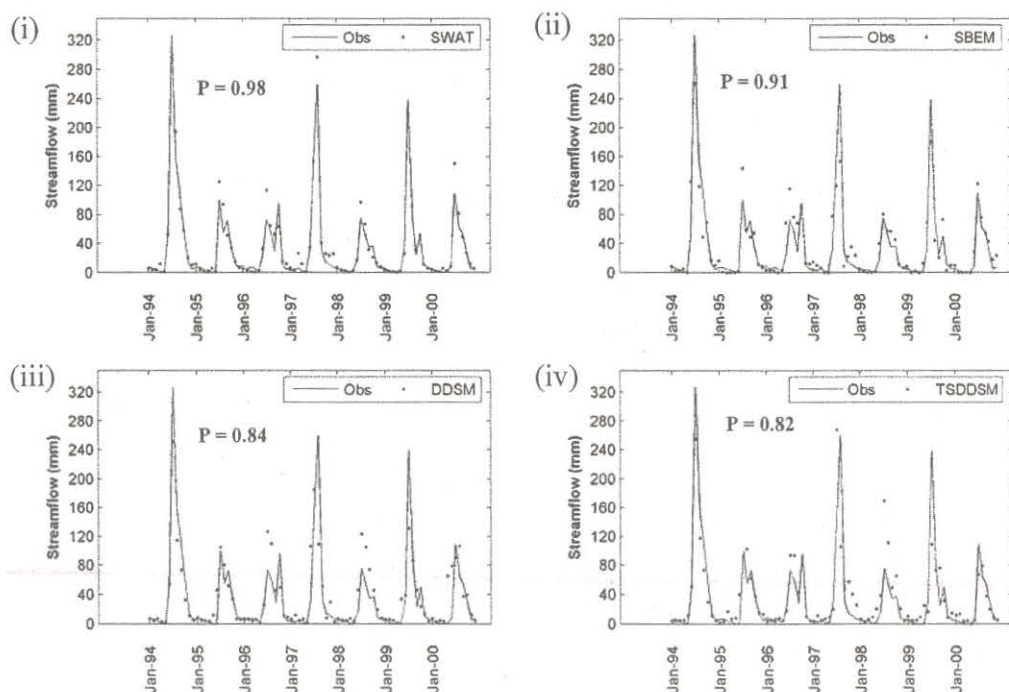 (i)
Obs SWAT
P = 0.98
Streamflow (mm)
320
280
240
200
160
120
80
40
0
Jan-94
Jan-95
Jan-96
Jan-97
Jan-98
Jan-99
Jan-00
(ii)
Obs SBEM
P = 0.91
Streamflow (mm)
320
280
240
200
160
120
80
40
0
Jan-94
Jan-95
Jan-96
Jan-97
Jan-98
Jan-99
Jan-00
(iii)
Obs DDSM
P = 0.84
Streamflow (mm)
320
280
240
200
160
120
80
40
0
Jan-94
Jan-95
Jan-96
Jan-97
Jan-98
Jan-99
Jan-00
(iv)
Obs TSDDSM
P = 0.82
Streamflow (mm)
320
280
240
200
160
120
80
40
0
Jan-94
Jan-95
Jan-96
Jan-97
Jan-98
Jan-99
Jan-00